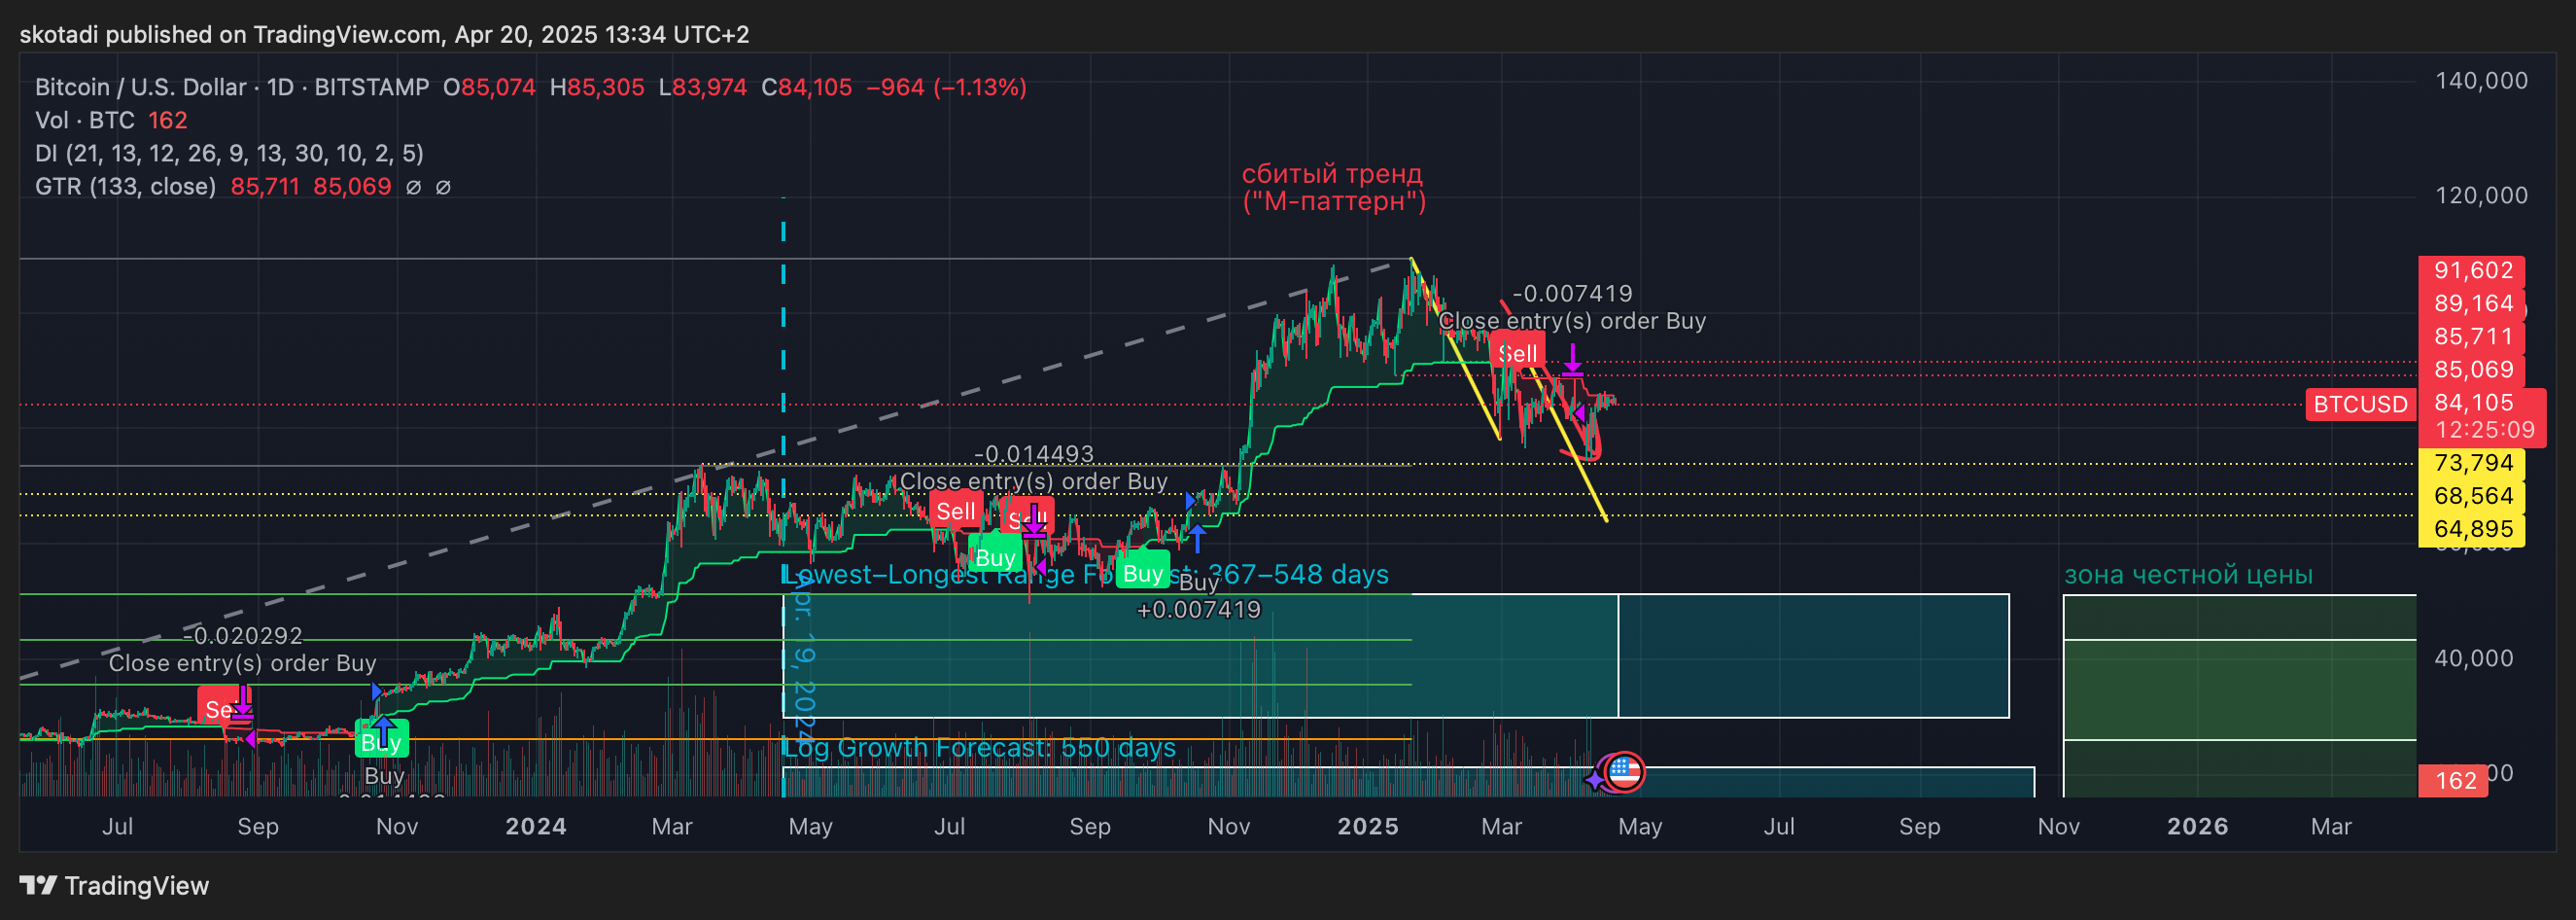 skotadi published on TradingView.com, Apr 20, 2025 13:34 UTC+2
Bitcoin / U.S. Dollar · 1D · BITSTAMP O85,074 H85,305 L83,974 C84,105 −964 (−1.13%)
Vol · BTC 162
DI (21, 13, 12, 26, 9, 13, 30, 10, 2, 5)
GTR (133, close) 85,711 85,069 ∅ ∅
140,000
120,000
сбитый тренд
("М-паттерн")
91,602
89,164
85,711
85,069
BTCUSD 84,105
12:25:09
73,794
68,564
64,895
40,000
162
-0.007419
Close entry(s) order Buy
Sell
-0.014493
Close entry(s) order Buy
Sell
Sell
Buy
Buy
Buy
+0.007419
Lowest–Longest Range Forecast: 367–548 days
Apr. 19, 2024
зона честной цены
-0.020292
Close entry(s) order Buy
Buy
Buy
Log Growth Forecast: 550 days
Jul Sep Nov 2024 Mar May Jul Sep Nov 2025 Mar May Jul Sep Nov 2026 Mar
TradingView